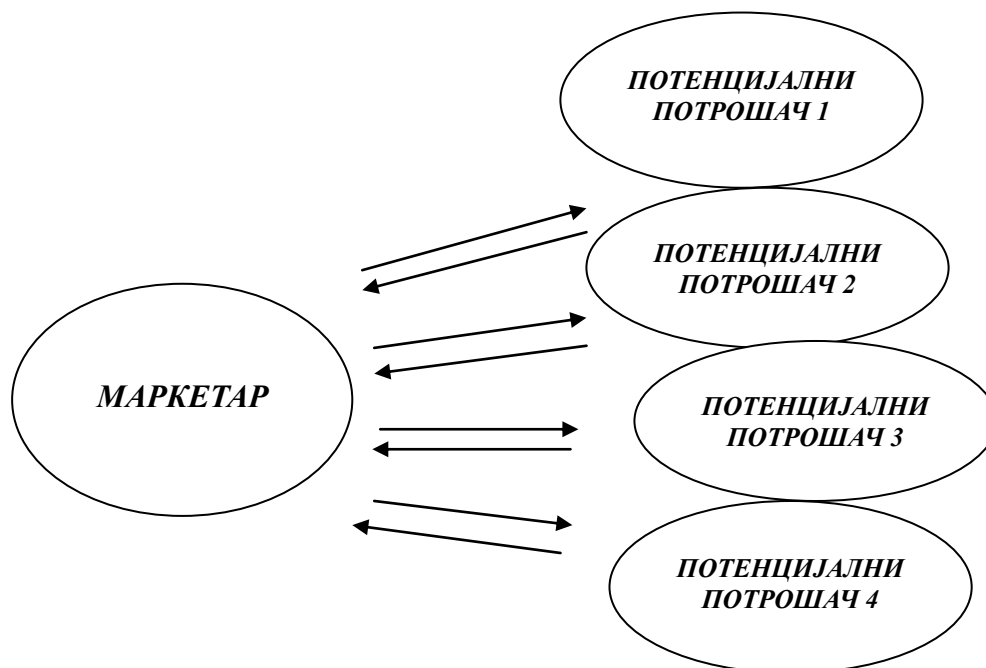 ПОТЕНЦИЈАЛНИ
ПОТРОШАЧ 1
ПОТЕНЦИЈАЛНИ
ПОТРОШАЧ 2
МАРКЕТАР
ПОТЕНЦИЈАЛНИ
ПОТРОШАЧ 3
ПОТЕНЦИЈАЛНИ
ПОТРОШАЧ 4